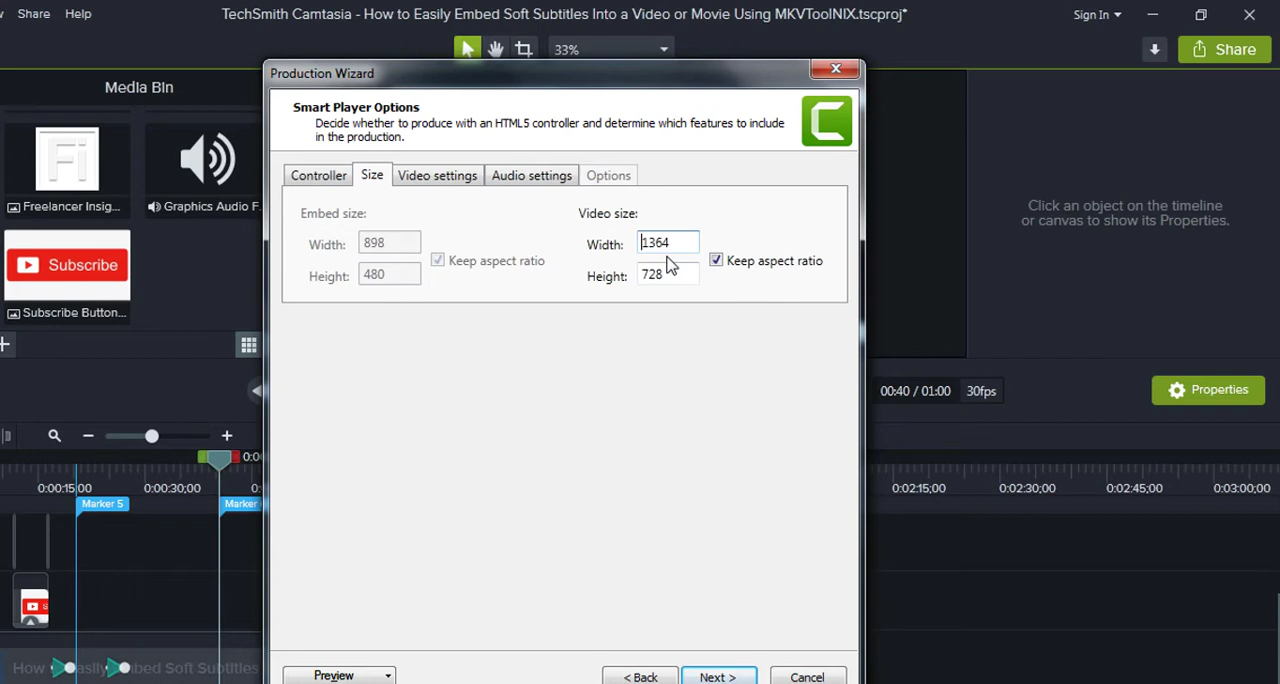 Share Help TechSmith Camtasia - How to Easily Embed Soft Subtitles Into a Video or Movie Using MKVToolNIX.tscproj* Sign In
33% Share
Media Bin
Production Wizard
Smart Player Options
Decide whether to produce with an HTML5 controller and determine which features to include
in the production.
Fi
Freelancer Insig... Graphics Audio F.
Controller Size Video settings Audio settings Options
Click an object on the timeline
or canvas to show its Properties.
Embed size: Video size:
Width: 898 Width: 1364
Keep aspect ratio Keep aspect ratio
Height: 480 Height: 728
Subscribe
Subscribe Button...
00:40 / 01:00 30fps Properties
0:00:15;00 0:00:30;00 0:02:15;00 0:02:30;00 0:02:45;00 0:03:00;00
Marker 5 Marker
Preview < Back Next > Cancel